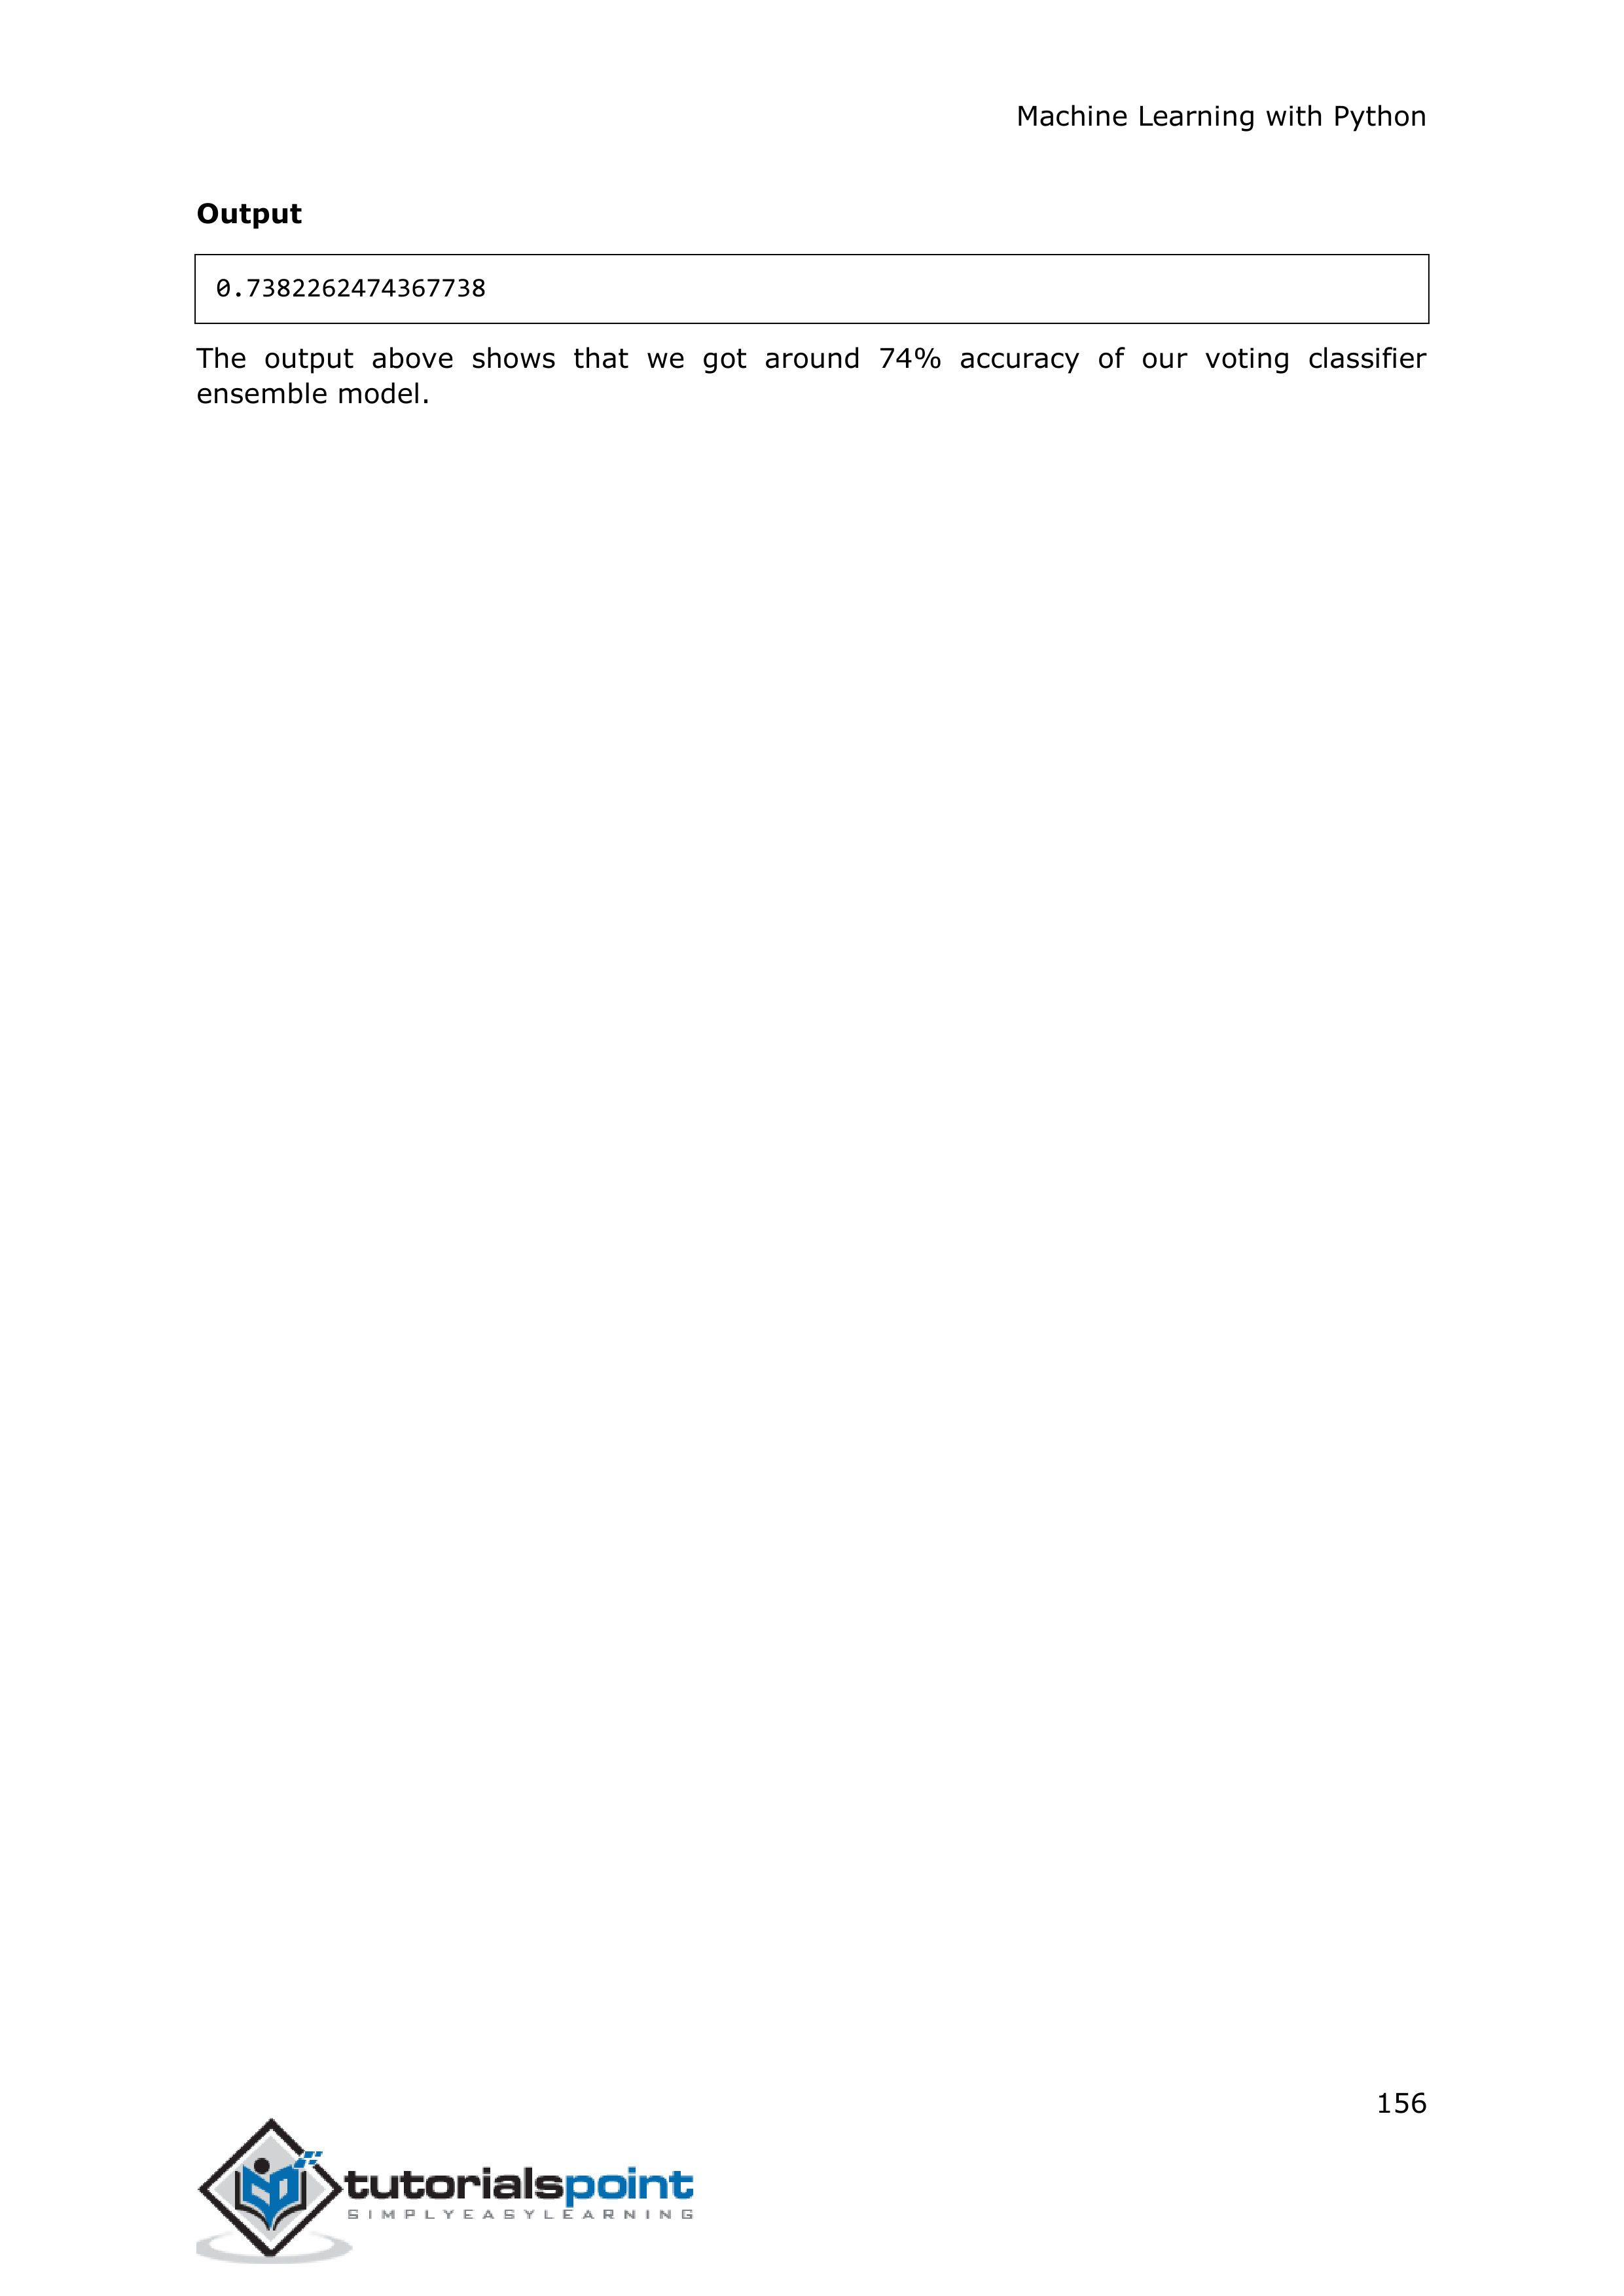 Machine Learning with Python
Output
0.7382262474367738
The output above shows that we got around 74% accuracy of our voting classifier
ensemble model.
156
tutorialspoint
SIMPLYEASYLEARNING